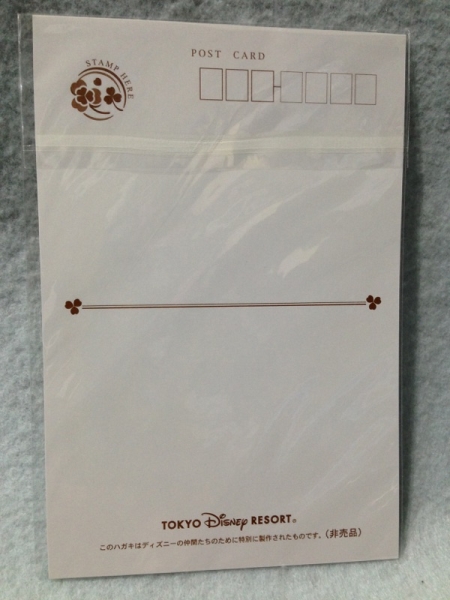 POST CARD
STAMP HERE
TOKYO Disney RESORT®
このハガキはディズニーの仲間たちのために特別に製作されたものです。(非売品)